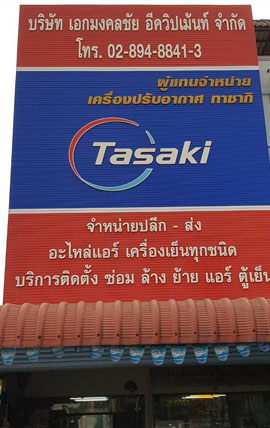 บริษัท เอกมงคลชัย อีควิปเม้นท์ จำกัด
โทร. 02-894-8841-3
ผู้แทนจำหน่าย
เครื่องปรับอากาศ ทาซากิ
Tasaki
จำหน่ายปลีก - ส่ง
อะไหล่แอร์ เครื่องเย็นทุกชนิด
บริการติดตั้ง ซ่อม ล้าง ย้าย แอร์ ตู้เย็น